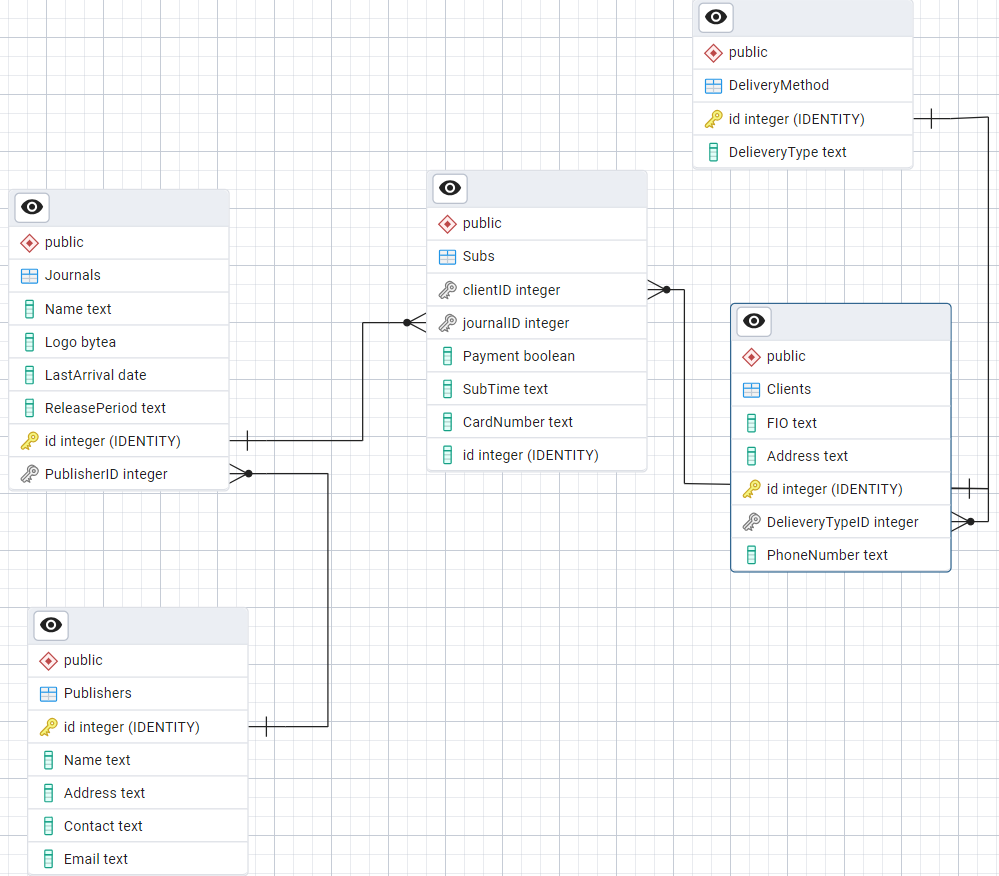 public
DeliveryMethod
id integer (IDENTITY)
DelieveryType text
public
Journals
Name text
Logo bytea
LastArrival date
ReleasePeriod text
id integer (IDENTITY)
PublisherID integer
public
Subs
clientID integer
journalID integer
Payment boolean
SubTime text
CardNumber text
id integer (IDENTITY)
public
Clients
FIO text
Address text
id integer (IDENTITY)
DelieveryTypeID integer
PhoneNumber text
public
Publishers
id integer (IDENTITY)
Name text
Address text
Contact text
Email text